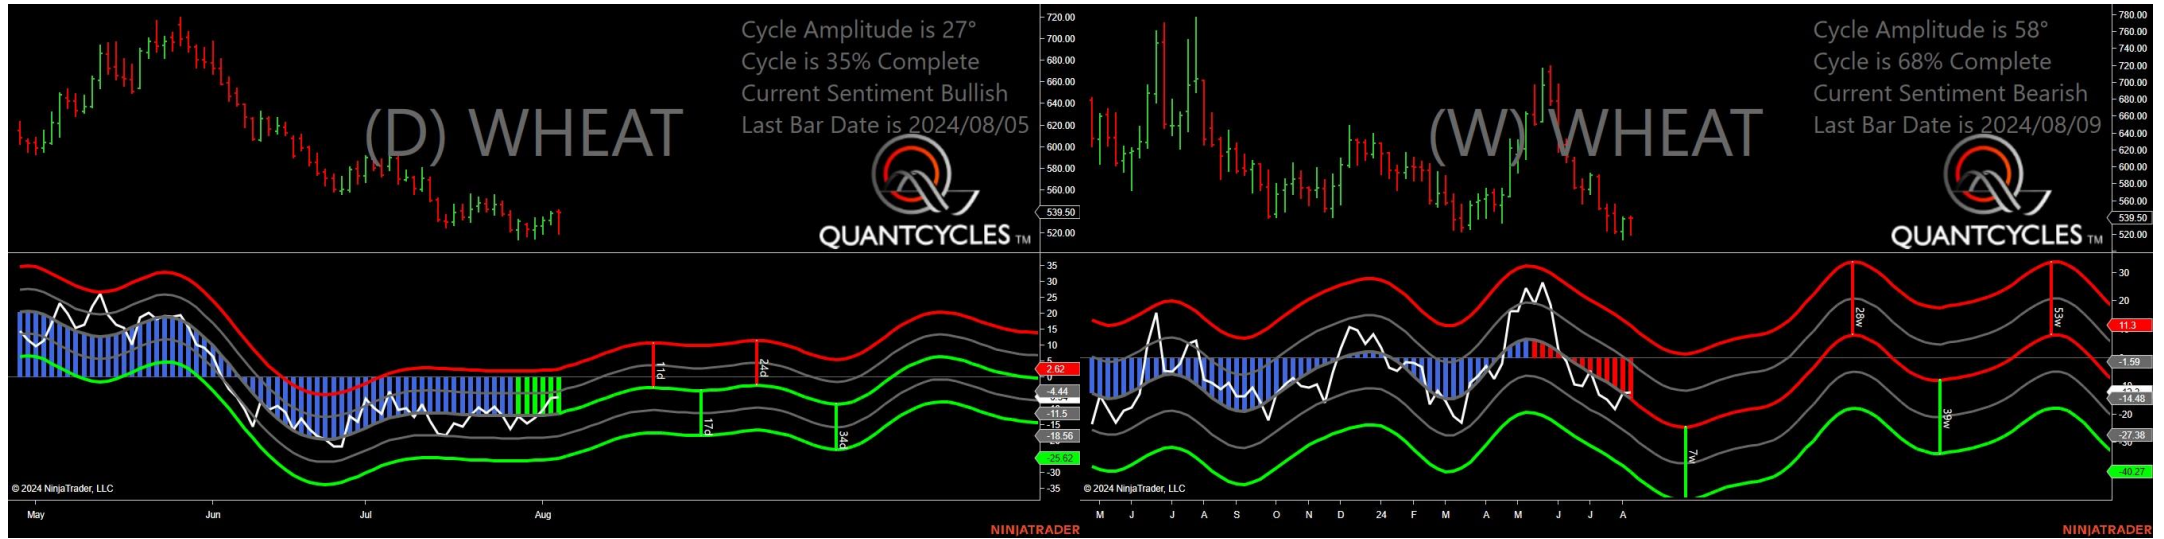 Cycle Amplitude is 27°
Cycle is 35% Complete
Current Sentiment Bullish
Last Bar Date is 2024/08/05
(D) WHEAT
QUANTCYCLES TM
720.00
700.00
680.00
660.00
640.00
620.00
600.00
580.00
560.00
539.50
520.00
35
30
25
20
15
10
5
2.62
0
-4.44
-11.5
-15
-18.56
-25.62
-30
-35
11d
24d
17d
34d
© 2024 NinjaTrader, LLC
May Jun Jul Aug
NINJATRADER
Cycle Amplitude is 58°
Cycle is 68% Complete
Current Sentiment Bearish
Last Bar Date is 2024/08/09
(W) WHEAT
QUANTCYCLES TM
780.00
760.00
740.00
720.00
700.00
680.00
660.00
640.00
620.00
600.00
580.00
560.00
539.50
520.00
30
20
11.3
-1.59
-14.48
-20
-27.38
-40.27
28w
53w
39w
7w
© 2024 NinjaTrader, LLC
M J J A S O N D 24 F M A M J J A
NINJATRADER